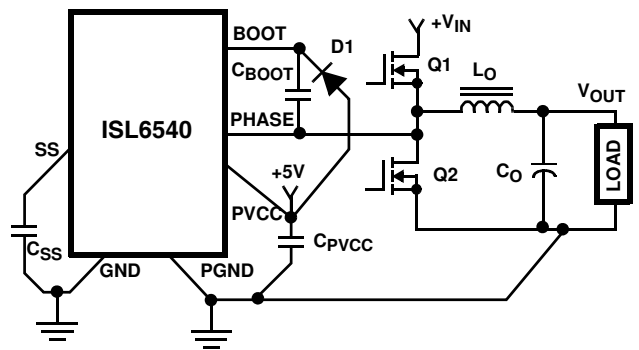 +VIN
BOOT
D1
CBOOT
Q1
LO
VOUT
ISL6540
PHASE
SS
+5V
Q2
CO
LOAD
PVCC
CPVCC
CSS
GND
PGND